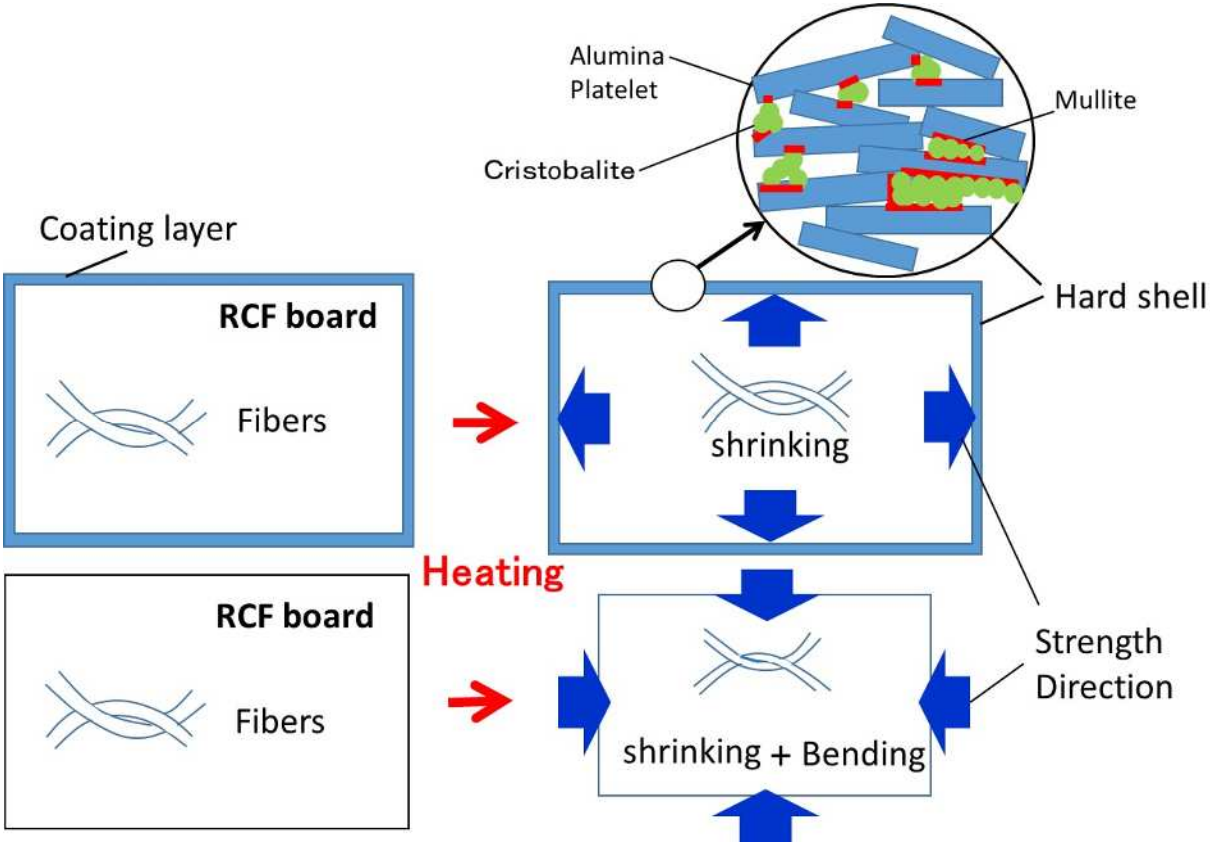 Alumina
Platelet
Mullite
Cristobalite
Coating layer
RCF board
Fibers
Hard shell
shrinking
Heating
RCF board
Fibers
Strength
Direction
shrinking + Bending